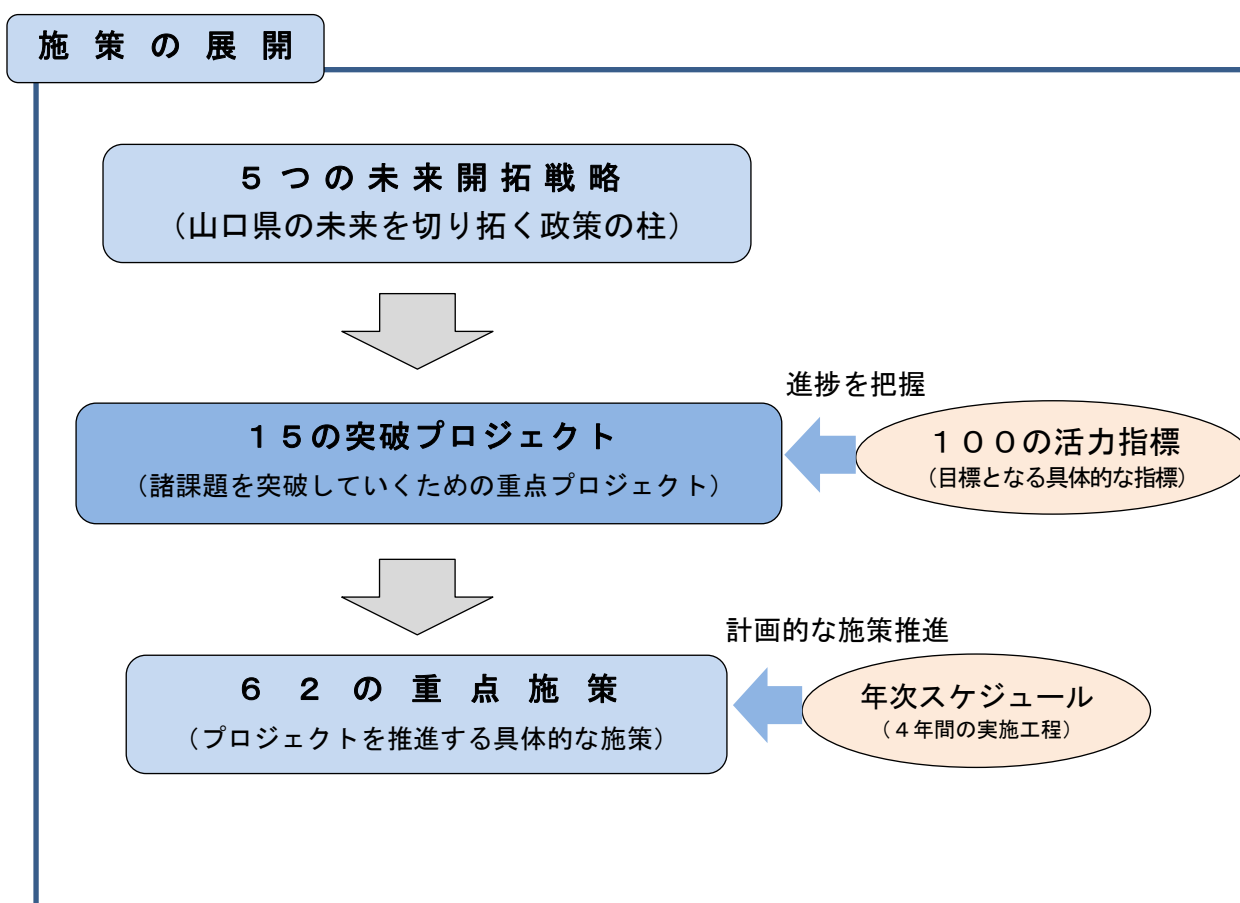 施策の展開
５つの未来開拓戦略
（山口県の未来を切り拓く政策の柱）
進捗を把握
１５の突破プロジェクト
（諸課題を突破していくための重点プロジェクト）
１００の活力指標
（目標となる具体的な指標）
計画的な施策推進
６２の重点施策
（プロジェクトを推進する具体的な施策）
年次スケジュール
（４年間の実施工程）